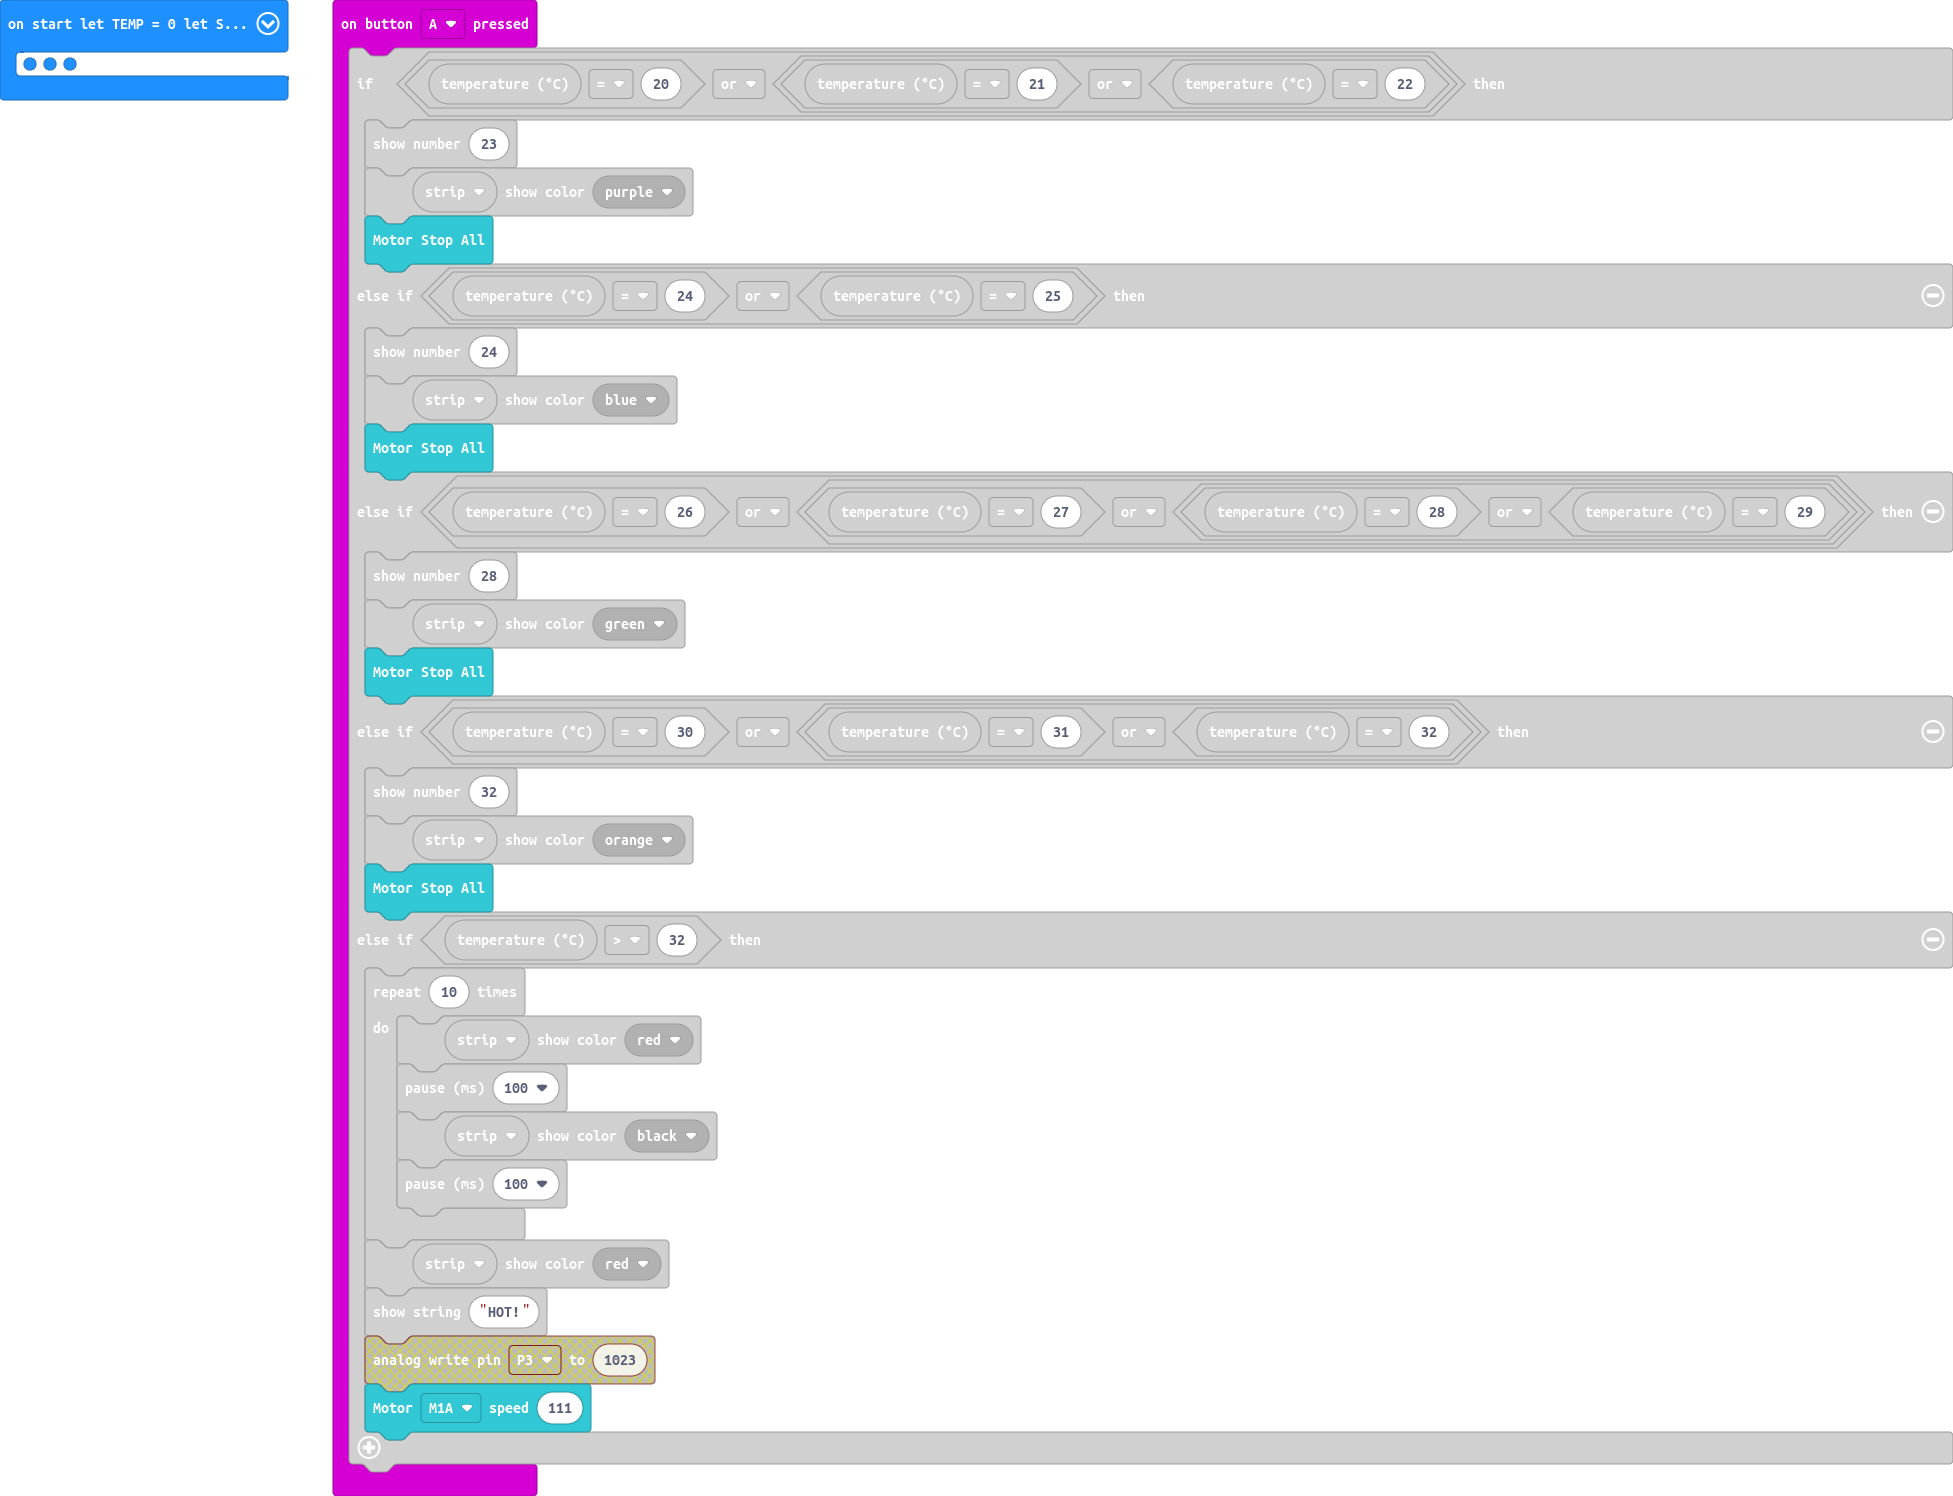 on start let TEMP = 0 let S...
on button A pressed
if temperature (°C) = 20 or temperature (°C) = 21 or temperature (°C) = 22 then
show number 23
strip show color purple
Motor Stop All
else if temperature (°C) = 24 or temperature (°C) = 25 then
show number 24
strip show color blue
Motor Stop All
else if temperature (°C) = 26 or temperature (°C) = 27 or temperature (°C) = 28 or temperature (°C) = 29 then
show number 28
strip show color green
Motor Stop All
else if temperature (°C) = 30 or temperature (°C) = 31 or temperature (°C) = 32 then
show number 32
strip show color orange
Motor Stop All
else if temperature (°C) > 32 then
repeat 10 times
do
strip show color red
pause (ms) 100
strip show color black
pause (ms) 100
strip show color red
show string "HOT!"
analog write pin P3 to 1023
Motor M1A speed 111